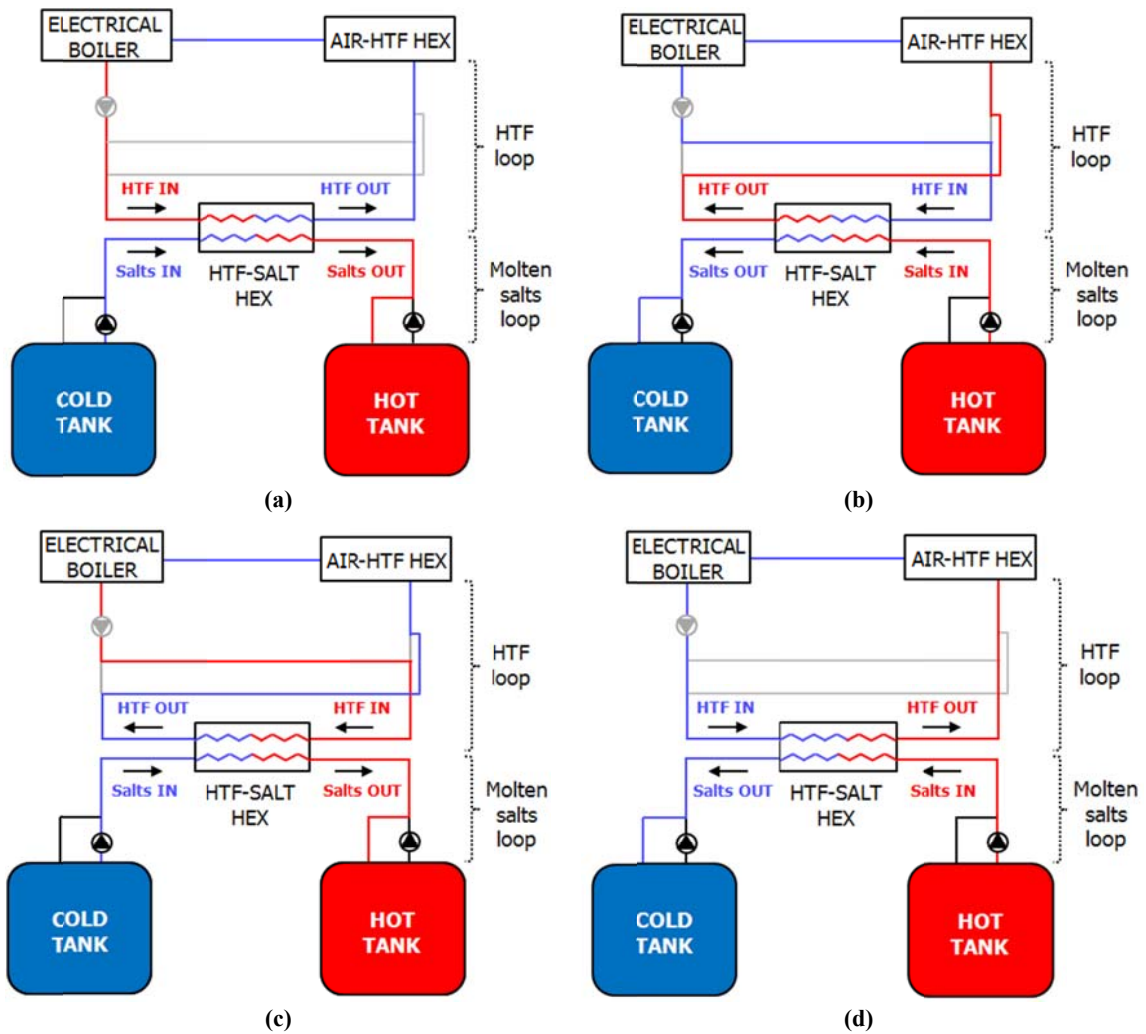 ELECTRICAL
BOILER
AIR-HTF HEX
HTF
loop
HTF IN
HTF OUT
Salts IN
Salts OUT
HTF-SALT
HEX
Molten
salts
loop
COLD
TANK
HOT
TANK
(a)
ELECTRICAL
BOILER
AIR-HTF HEX
HTF
loop
HTF OUT
HTF IN
Salts OUT
Salts IN
HTF-SALT
HEX
Molten
salts
loop
COLD
TANK
HOT
TANK
(b)
ELECTRICAL
BOILER
AIR-HTF HEX
HTF
loop
HTF OUT
HTF IN
Salts IN
Salts OUT
HTF-SALT
HEX
Molten
salts
loop
COLD
TANK
HOT
TANK
(c)
ELECTRICAL
BOILER
AIR-HTF HEX
HTF
loop
HTF IN
HTF OUT
Salts OUT
Salts IN
HTF-SALT
HEX
Molten
salts
loop
COLD
TANK
HOT
TANK
(d)